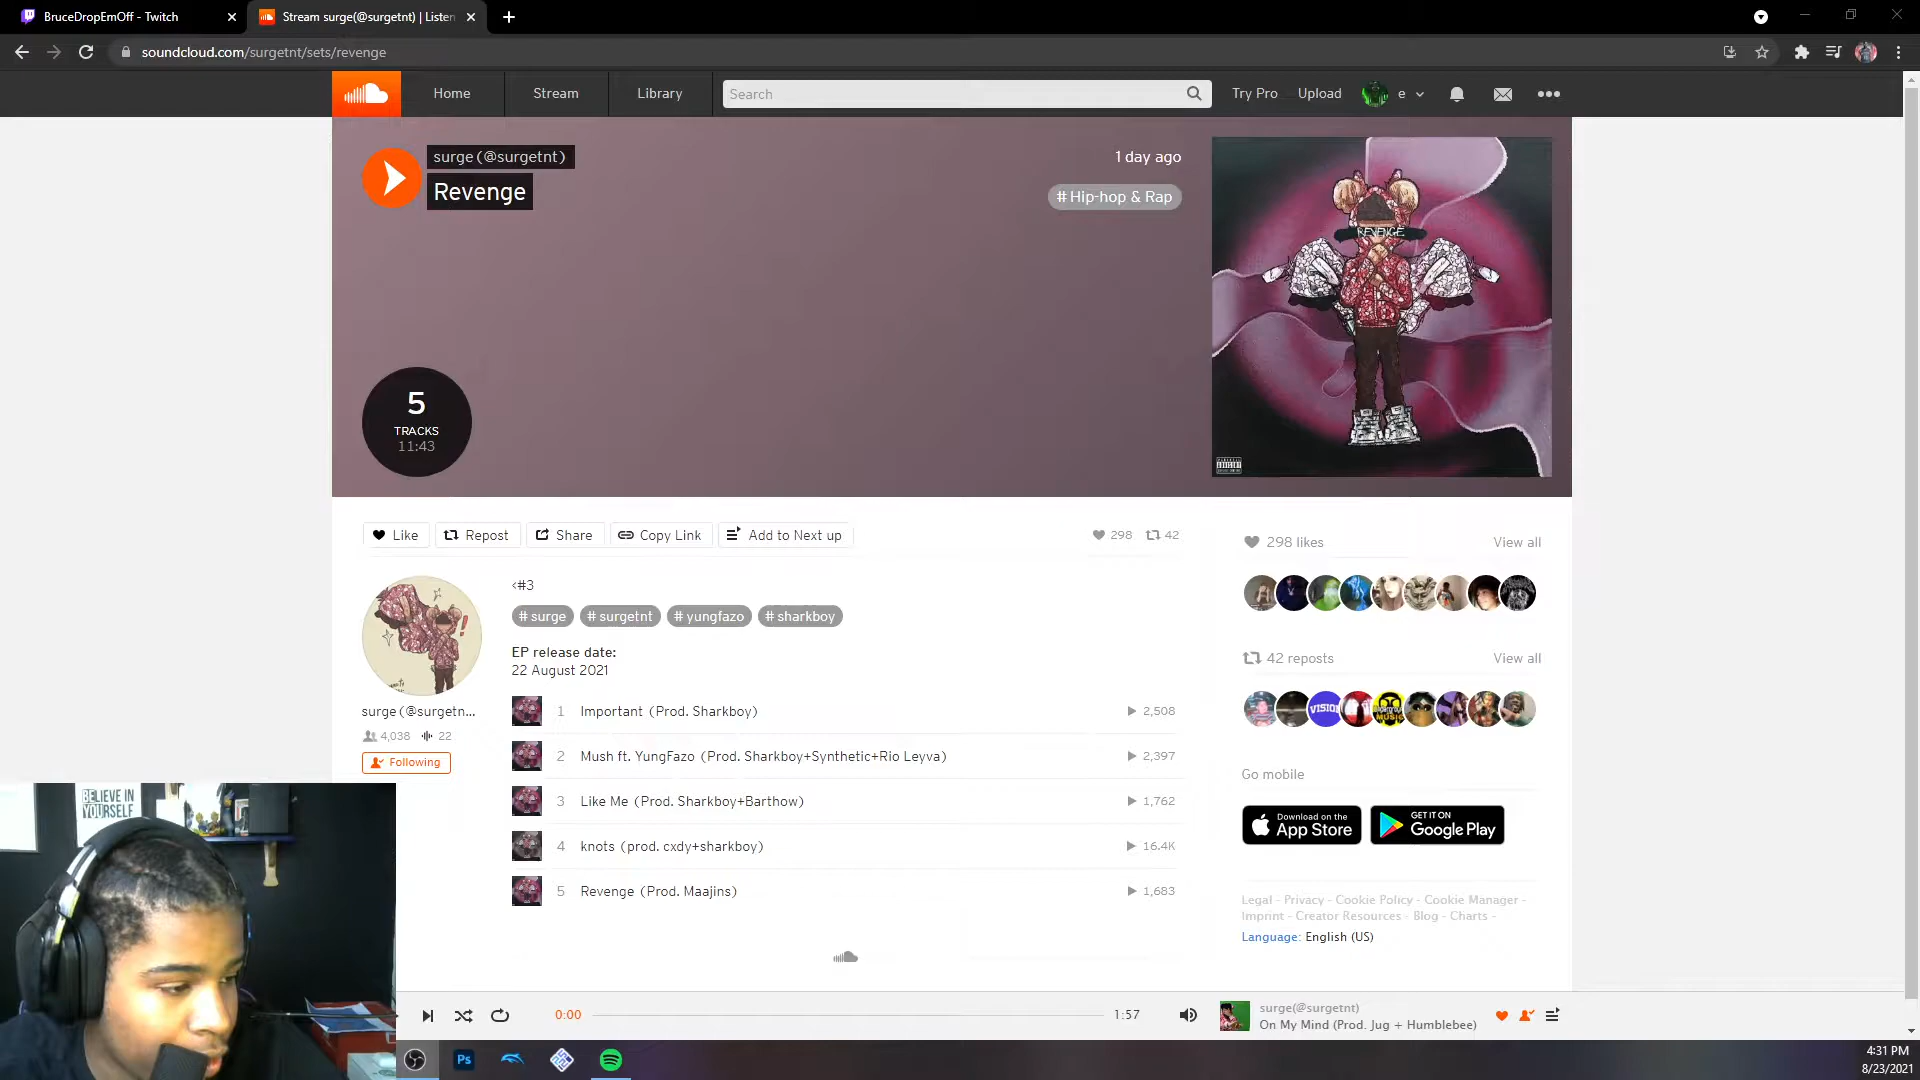 BruceDropEmOff - Twitch
Stream surge(@surgetnt) | Listen
soundcloud.com/surgetnt/sets/revenge
Home
Stream
Library
Search
Try Pro
Upload
e
surge(@surgetnt)
Revenge
1 day ago
# Hip-hop & Rap
REVENGE
5
TRACKS
11:43
Like
Repost
Share
Copy Link
Add to Next up
298
42
298 likes
View all
<#3
# surge
# surgetnt
# yungfazo
# sharkboy
EP release date:
22 August 2021
42 reposts
View all
VISION
MUSIC
surge(@surgetn...
4,038
22
Following
1 Important (Prod. Sharkboy) 2,508
2 Mush ft. YungFazo (Prod. Sharkboy+Synthetic+Rio Leyva) 2,397
3 Like Me (Prod. Sharkboy+Barthow) 1,762
4 knots (prod. cxdy+sharkboy) 16.4K
5 Revenge (Prod. Maajins) 1,683
Go mobile
Download on the
App Store
GET IT ON
Google Play
Legal - Privacy - Cookie Policy - Cookie Manager -
Imprint - Creator Resources - Blog - Charts -
Language: English (US)
BELIEVE IN
YOURSELF
0:00
1:57
surge(@surgetnt)
On My Mind (Prod. Jug + Humblebee)
Ps
4:31 PM
8/23/2021